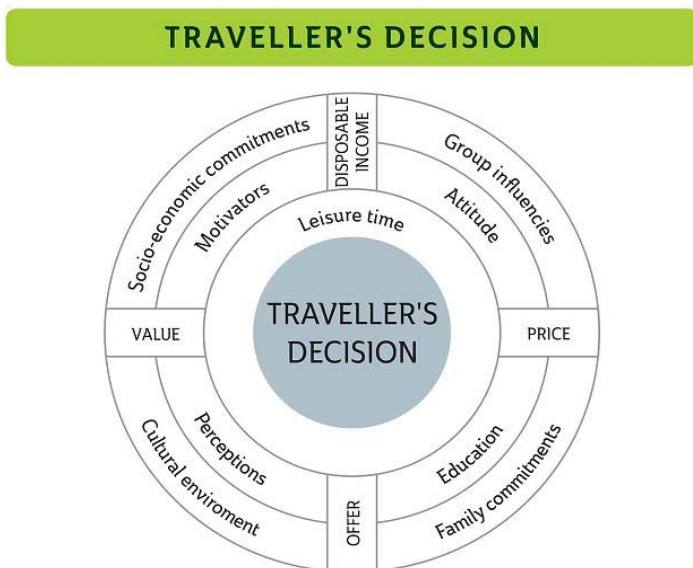 TRAVELLER'S DECISION
DISPOSABLE
INCOME
Socio-economic commitments
Group influencies
Motivators
Attitude
Leisure time
TRAVELLER'S
DECISION
VALUE
PRICE
Perceptions
Education
Cultural enviroment
Family commitments
OFFER